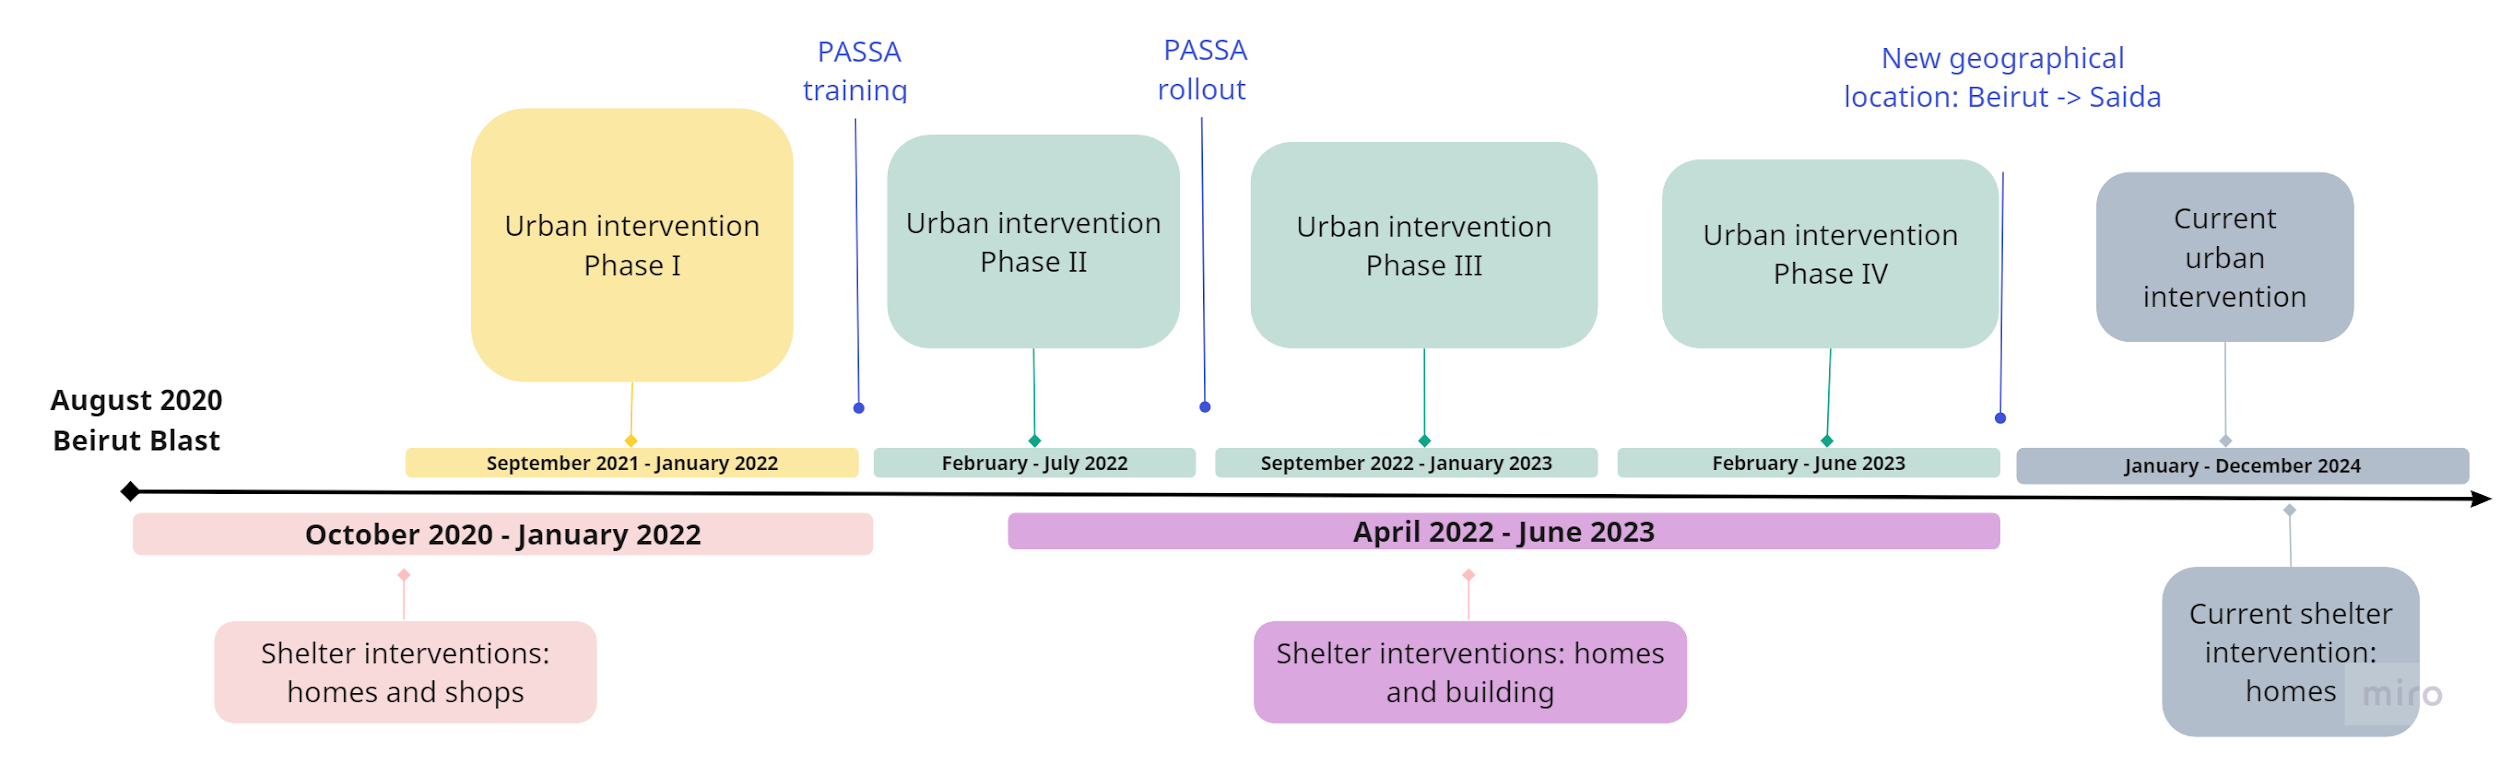 PASSA
training
PASSA
rollout
New geographical
location: Beirut -> Saida
Urban intervention
Phase I
Urban intervention
Phase II
Urban intervention
Phase III
Urban intervention
Phase IV
Current
urban
intervention
August 2020
Beirut Blast
September 2021 - January 2022
February - July 2022
September 2022 - January 2023
February - June 2023
January - December 2024
October 2020 - January 2022
April 2022 - June 2023
Shelter interventions:
homes and shops
Shelter interventions: homes
and building
Current shelter
intervention:
homes
miro